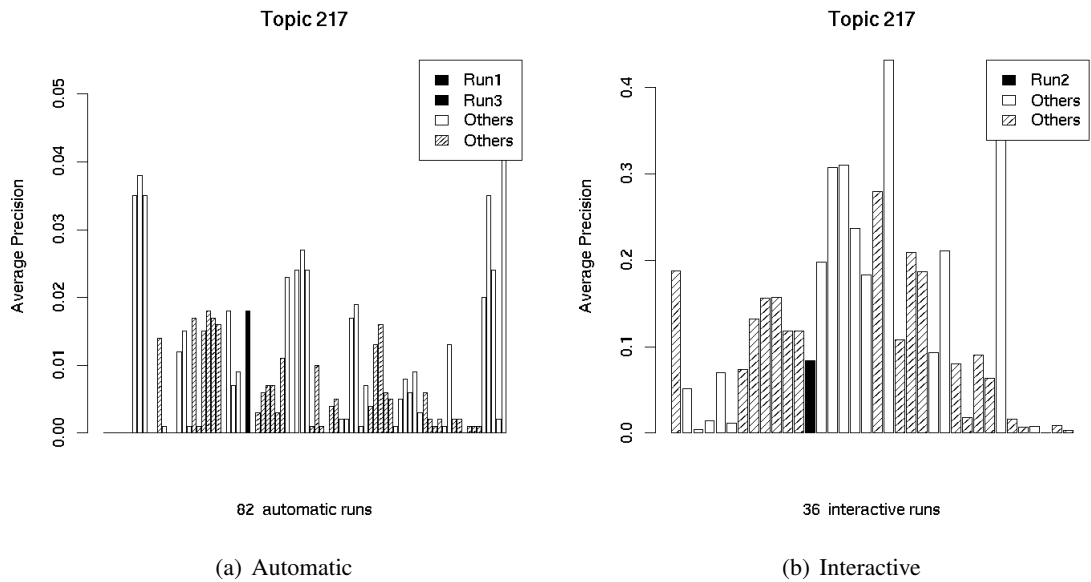 Topic 217
Run1
Run3
Others
Others
Average Precision
0.05
0.04
0.03
0.02
0.01
0.00
82 automatic runs
(a) Automatic
Topic 217
Run2
Others
Others
Average Precision
0.4
0.3
0.2
0.1
0.0
36 interactive runs
(b) Interactive